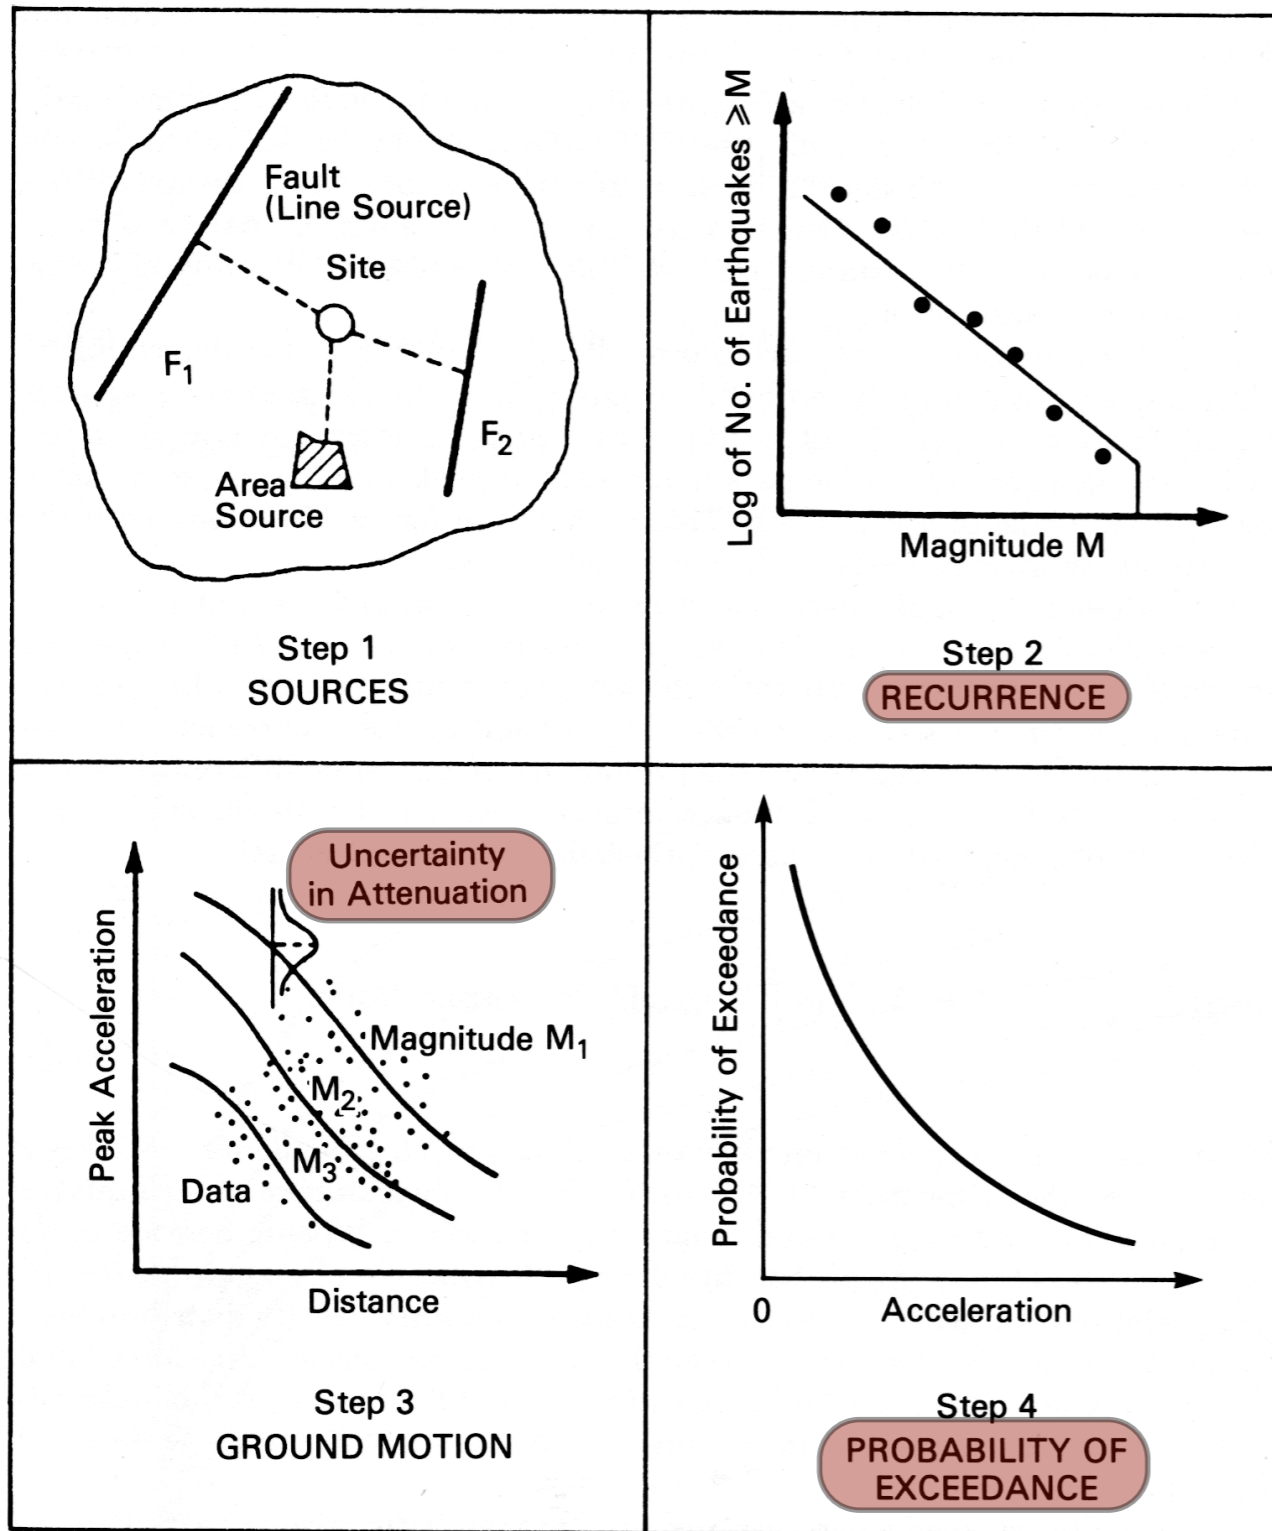 Fault
(Line Source)
Site
F₁
F₂
Area
Source
Step 1
SOURCES
Log of No. of Earthquakes ⩾ M
Magnitude M
Step 2
RECURRENCE
Uncertainty
in Attenuation
Peak Acceleration
Magnitude M₁
M₂
M₃
Data
Distance
Step 3
GROUND MOTION
Probability of Exceedance
0
Acceleration
Step 4
PROBABILITY OF
EXCEEDANCE